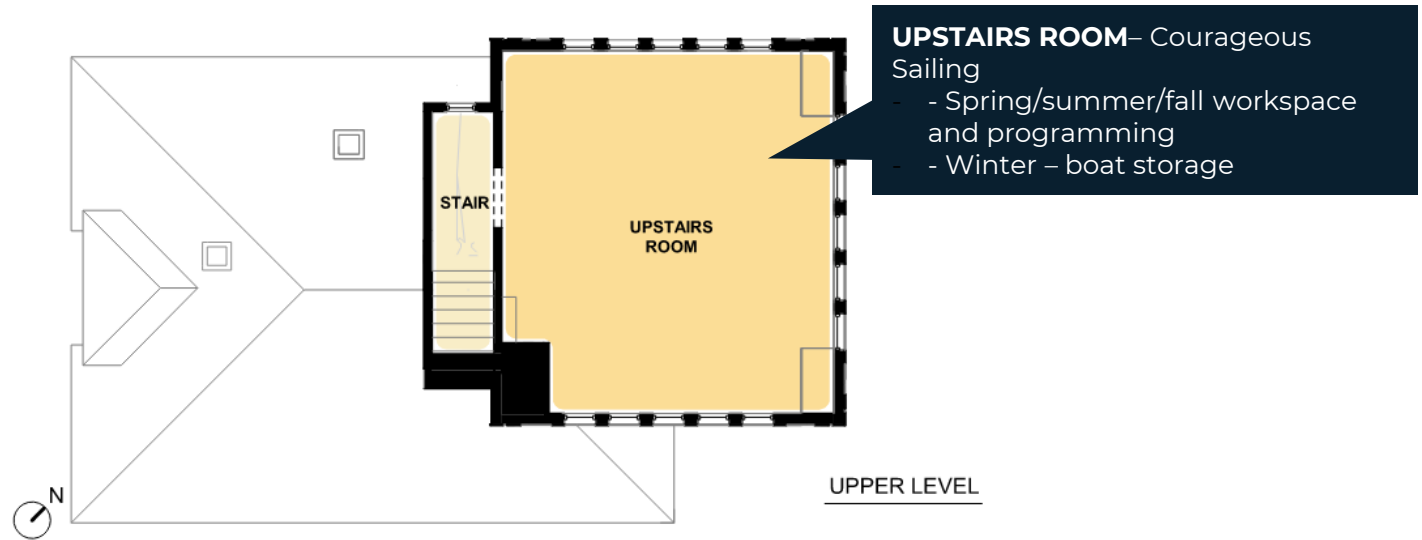 UPSTAIRS ROOM– Courageous
Sailing
- - Spring/summer/fall workspace
and programming
- - Winter – boat storage
STAIR
UPSTAIRS
ROOM
N
UPPER LEVEL